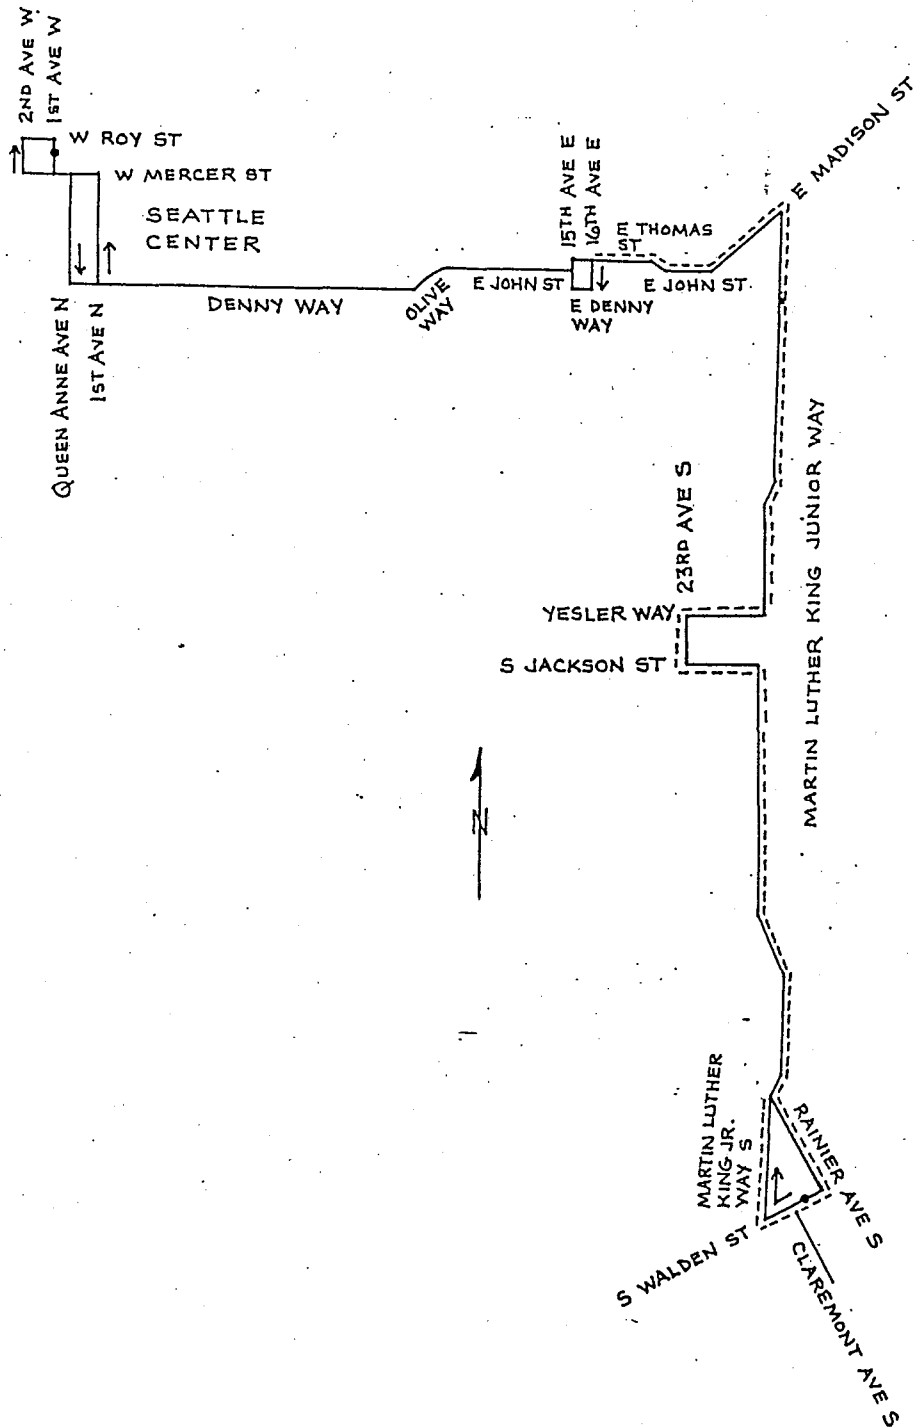 2ND AVE W
1ST AVE W
W ROY ST
W MERCER ST
SEATTLE
CENTER
QUEEN ANNE AVE N
1ST AVE N
DENNY WAY
OLIVE
WAY
E JOHN ST
15TH AVE E
16TH AVE E
E THOMAS
ST
E JOHN ST.
E DENNY
WAY
E MADISON ST
23RD AVE S
YESLER WAY
S JACKSON ST
MARTIN LUTHER KING JUNIOR WAY
N
MARTIN LUTHER
KING JR.
WAY S
RAINIER AVE S
S WALDEN ST
CLAREMONT AVE S